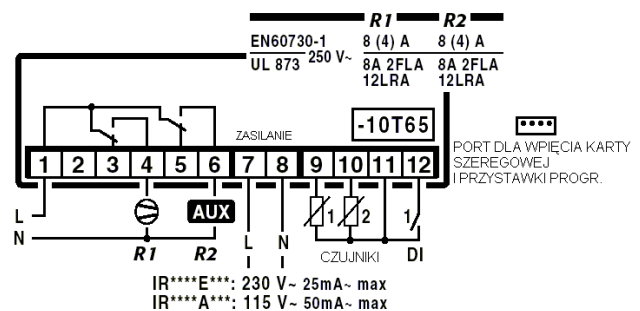 R1 R2
EN60730-1 250 V~ 8 (4) A 8 (4) A
UL 873 8A 2FLA 8A 2FLA
12LRA 12LRA
-10T65
ZASILANIE
1 2 3 4 5 6 7 8 9 10 11 12
PORT DLA WPIĘCIA KARTY
SZEREGOWEJ
I PRZYSTAWKI PROGR.
L
N
AUX
R1 R2
L N
1 2 1
CZUJNIKI DI
IR****E***: 230 V~ 25mA~ max
IR****A***: 115 V~ 50mA~ max